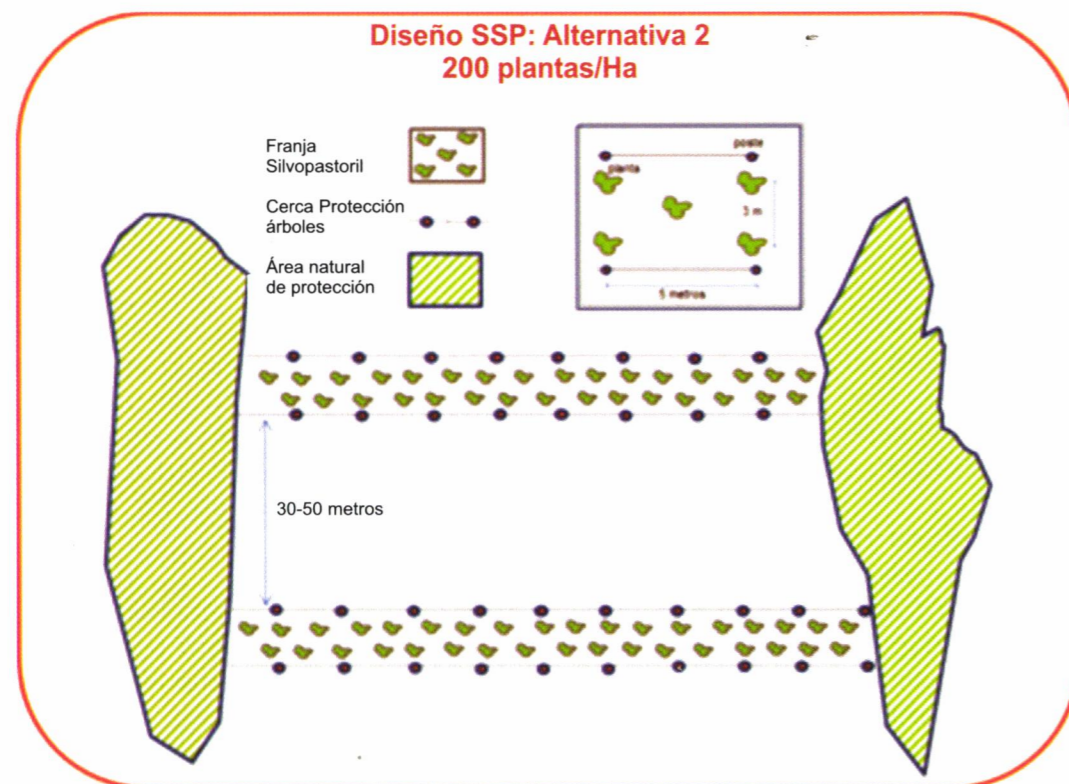 Diseño SSP: Alternativa 2
200 plantas/Ha
Franja
Silvopastoril
Cerca Protección
árboles
Área natural
de protección
poste
planta
3 m
5 metros
30-50 metros